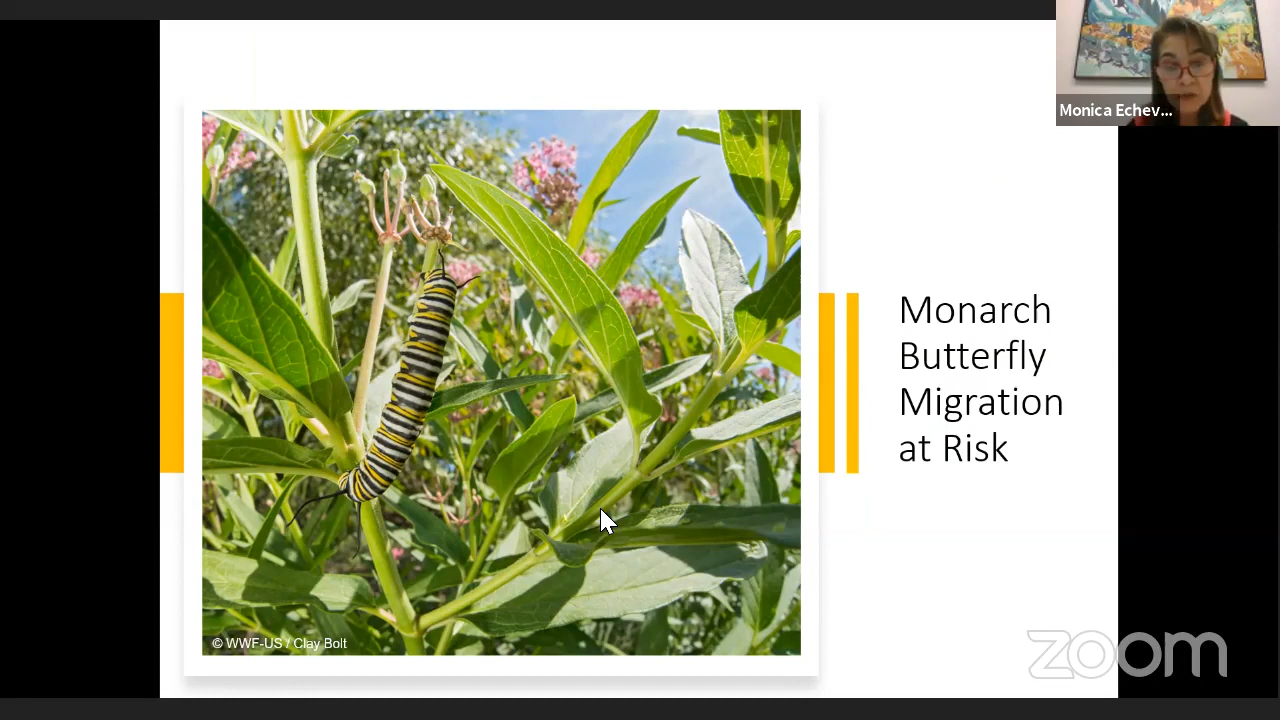 Monica Echev...
Monarch
Butterfly
Migration
at Risk
© WWF-US / Clay Bolt
zoom